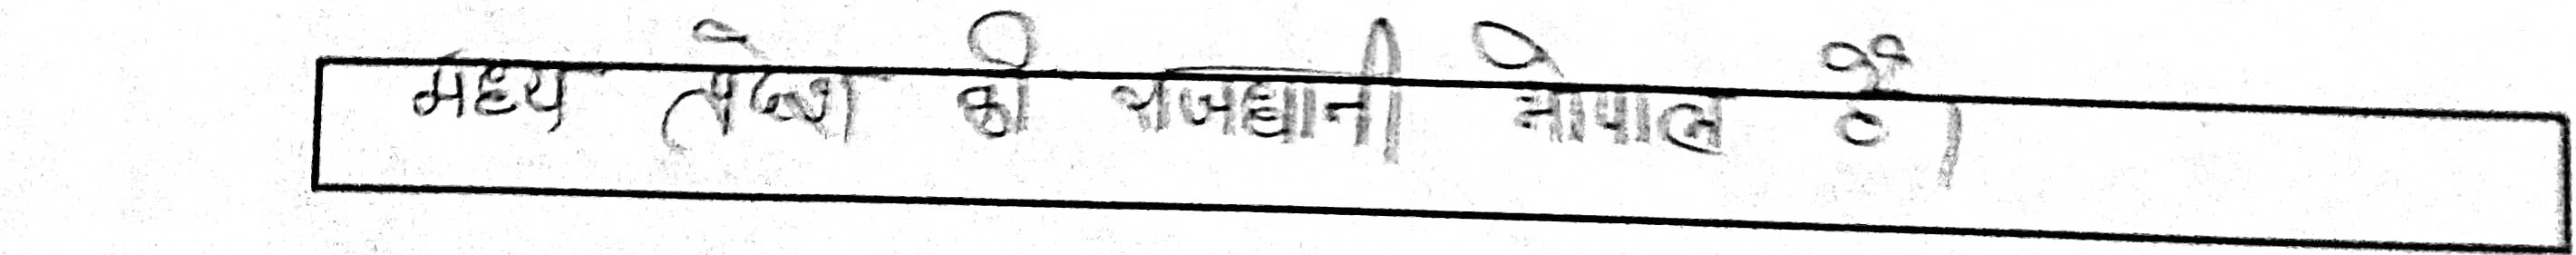 मध्य प्रदेश की राजधानी भोपाल है।